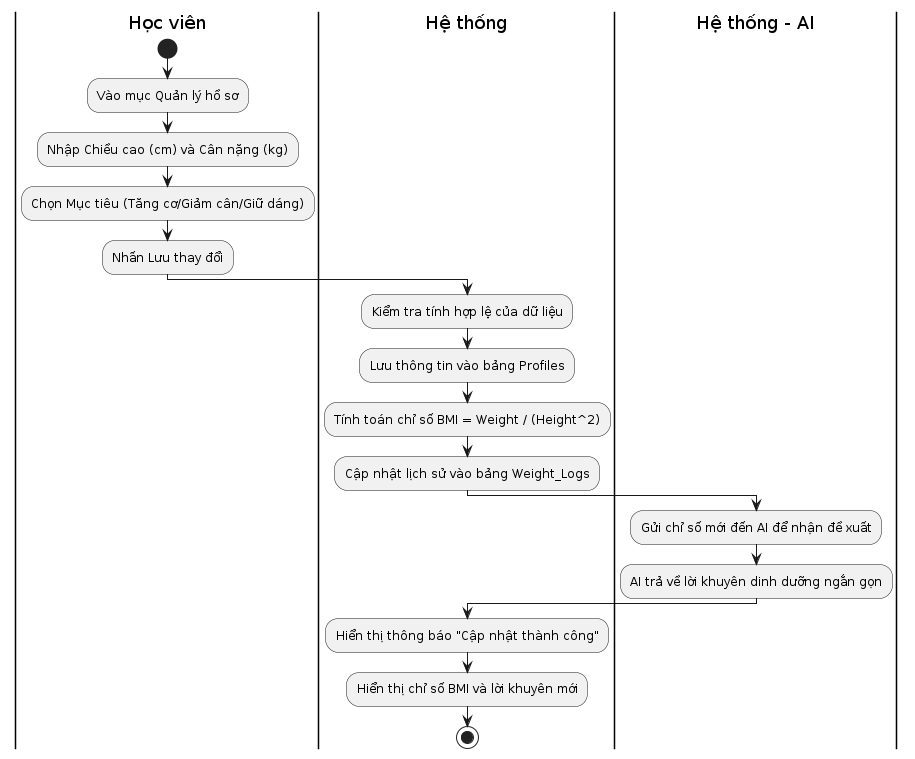 Học viên
Hệ thống
Hệ thống - AI
Vào mục Quản lý hồ sơ
Nhập Chiều cao (cm) và Cân nặng (kg)
Chọn Mục tiêu (Tăng cơ/Giảm cân/Giữ dáng)
Nhấn Lưu thay đổi
Kiểm tra tính hợp lệ của dữ liệu
Lưu thông tin vào bảng Profiles
Tính toán chỉ số BMI = Weight / (Height^2)
Cập nhật lịch sử vào bảng Weight_Logs
Gửi chỉ số mới đến AI để nhận đề xuất
AI trả về lời khuyên dinh dưỡng ngắn gọn
Hiển thị thông báo "Cập nhật thành công"
Hiển thị chỉ số BMI và lời khuyên mới